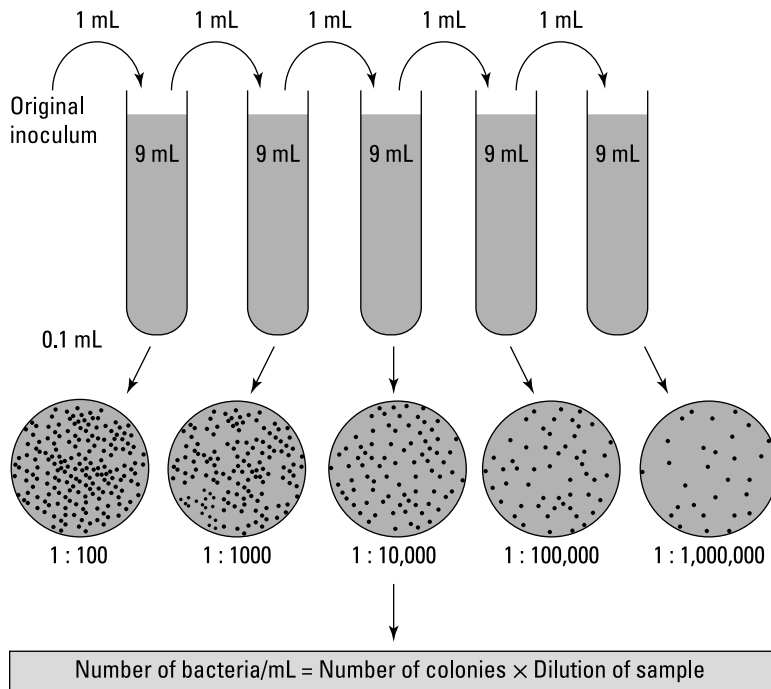 1 mL
1 mL
1 mL
1 mL
1 mL
Original
inoculum
9 mL
9 mL
9 mL
9 mL
9 mL
0.1 mL
1 : 100
1 : 1000
1 : 10,000
1 : 100,000
1 : 1,000,000
Number of bacteria/mL = Number of colonies × Dilution of sample